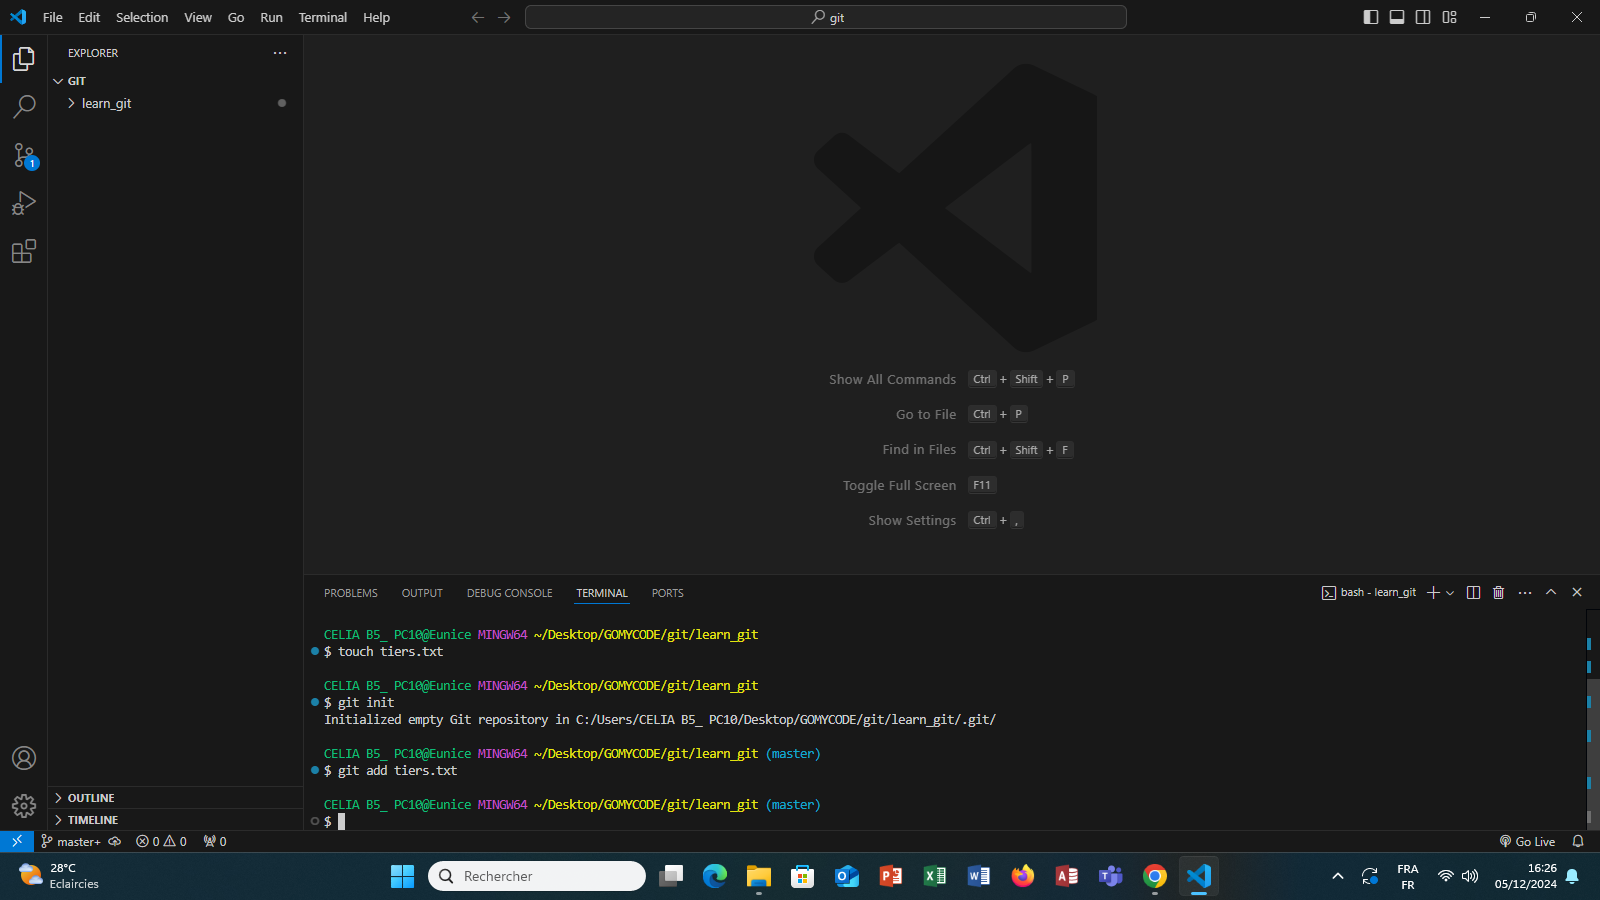 File Edit Selection View Go Run Terminal Help
git
EXPLORER
GIT
learn_git
1
Show All Commands Ctrl + Shift + P
Go to File Ctrl + P
Find in Files Ctrl + Shift + F
Toggle Full Screen F11
Show Settings Ctrl + ,
PROBLEMS OUTPUT DEBUG CONSOLE TERMINAL PORTS
bash - learn_git
CELIA B5_ PC10@Eunice MINGW64 ~/Desktop/GOMYCODE/git/learn_git
$ touch tiers.txt
CELIA B5_ PC10@Eunice MINGW64 ~/Desktop/GOMYCODE/git/learn_git
$ git init
Initialized empty Git repository in C:/Users/CELIA B5_ PC10/Desktop/GOMYCODE/git/learn_git/.git/
CELIA B5_ PC10@Eunice MINGW64 ~/Desktop/GOMYCODE/git/learn_git (master)
$ git add tiers.txt
CELIA B5_ PC10@Eunice MINGW64 ~/Desktop/GOMYCODE/git/learn_git (master)
$
OUTLINE
TIMELINE
master+ 0 0 0
Go Live
28°C
Eclaircies
Rechercher
FRA
FR
16:26
05/12/2024